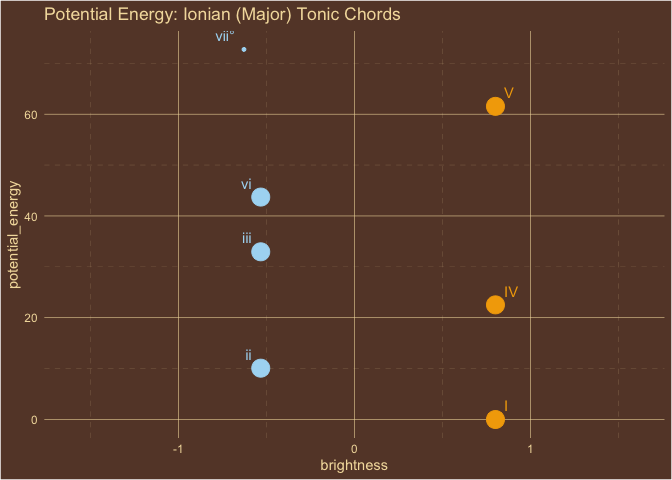 Potential Energy: Ionian (Major) Tonic Chords
vii°
V
60
vi
40
iii
IV
20
ii
I
0
potential_energy
-1 0 1
brightness